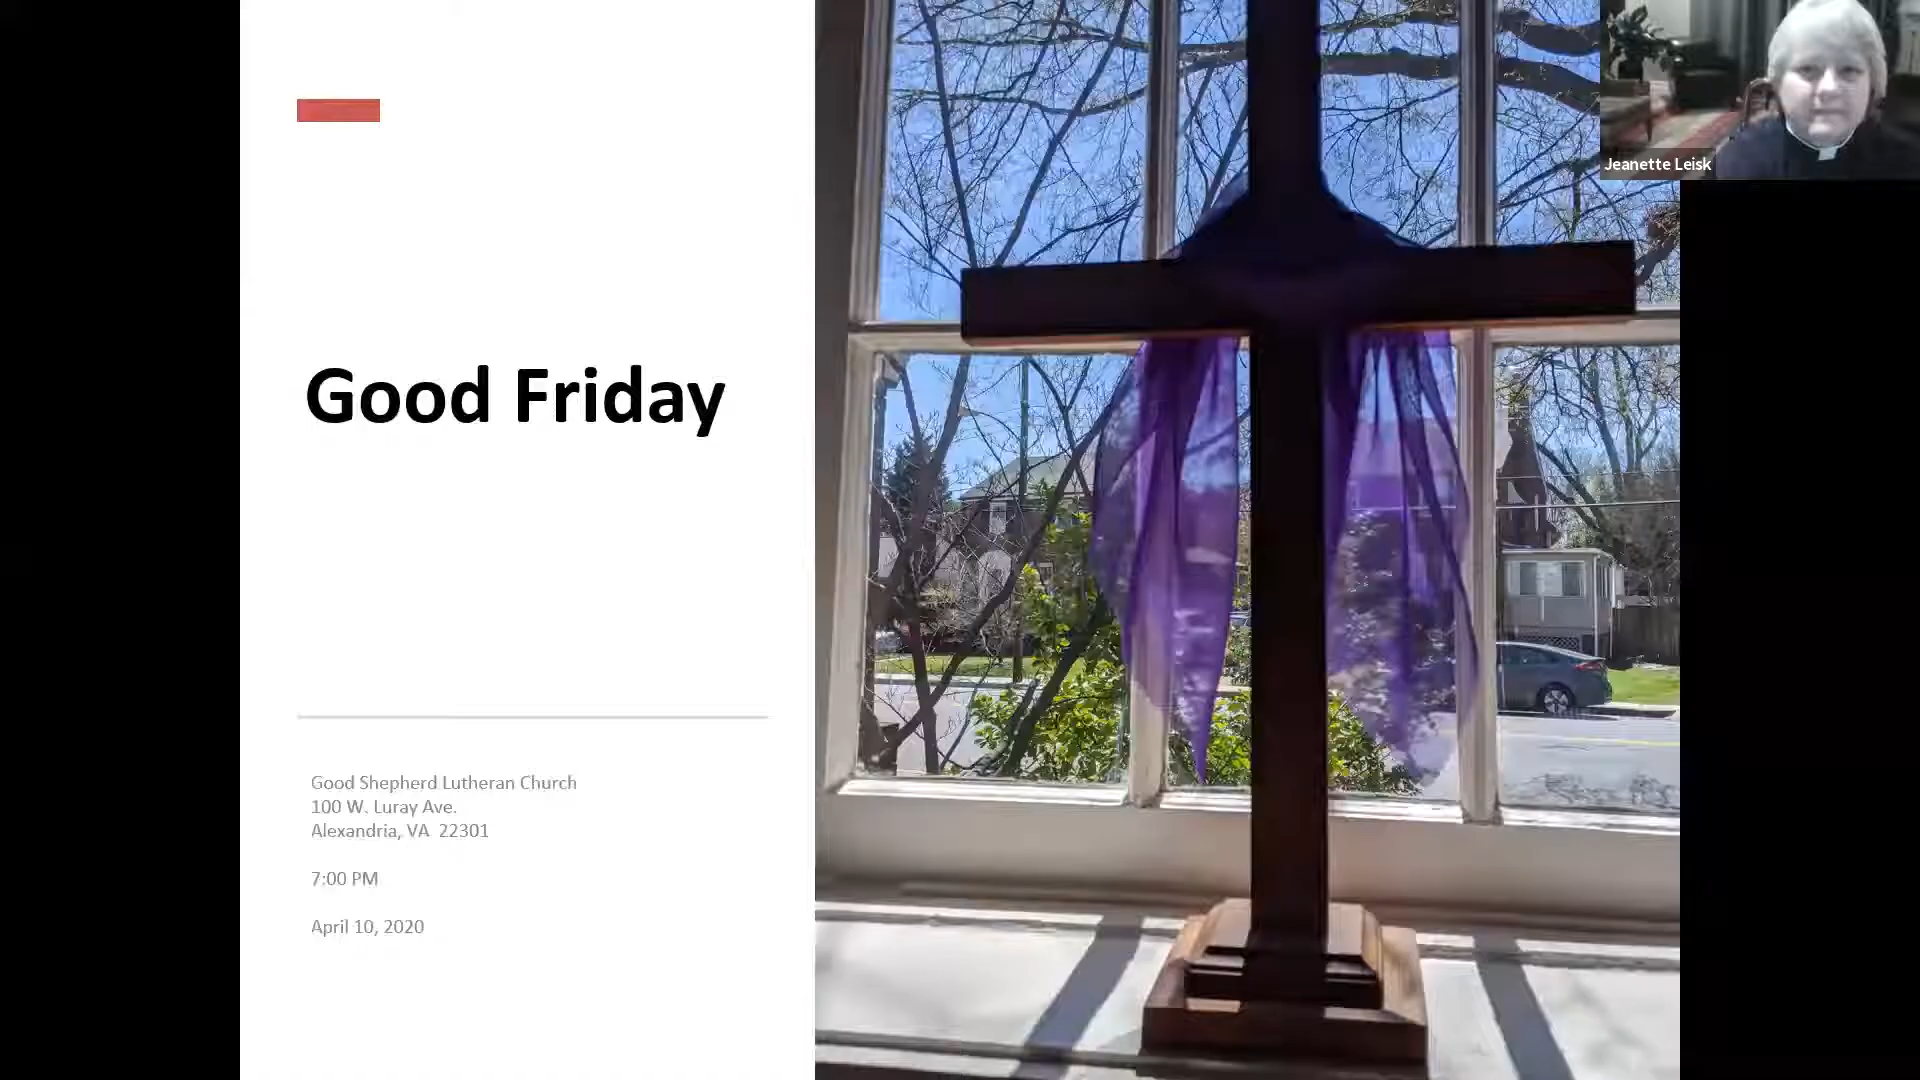 Good Friday
Good Shepherd Lutheran Church
100 W. Luray Ave.
Alexandria, VA 22301
7:00 PM
April 10, 2020
Jeanette Leisk